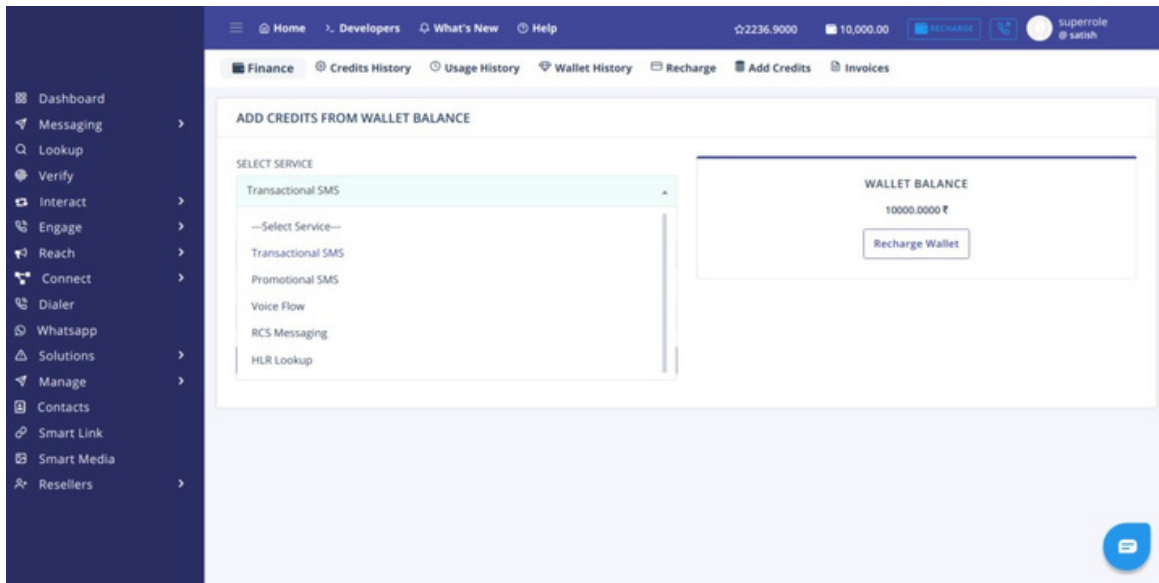 Home Developers What's New Help ☆2236.9000 10,000.00 RECHARGE superrole
@ satish
Finance Credits History Usage History Wallet History Recharge Add Credits Invoices
Dashboard
Messaging
Lookup
Verify
Interact
Engage
Reach
Connect
Dialer
Whatsapp
Solutions
Manage
Contacts
Smart Link
Smart Media
Resellers
ADD CREDITS FROM WALLET BALANCE
SELECT SERVICE
Transactional SMS
---Select Service---
Transactional SMS
Promotional SMS
Voice Flow
RCS Messaging
HLR Lookup
WALLET BALANCE
10000.0000 ₹
Recharge Wallet